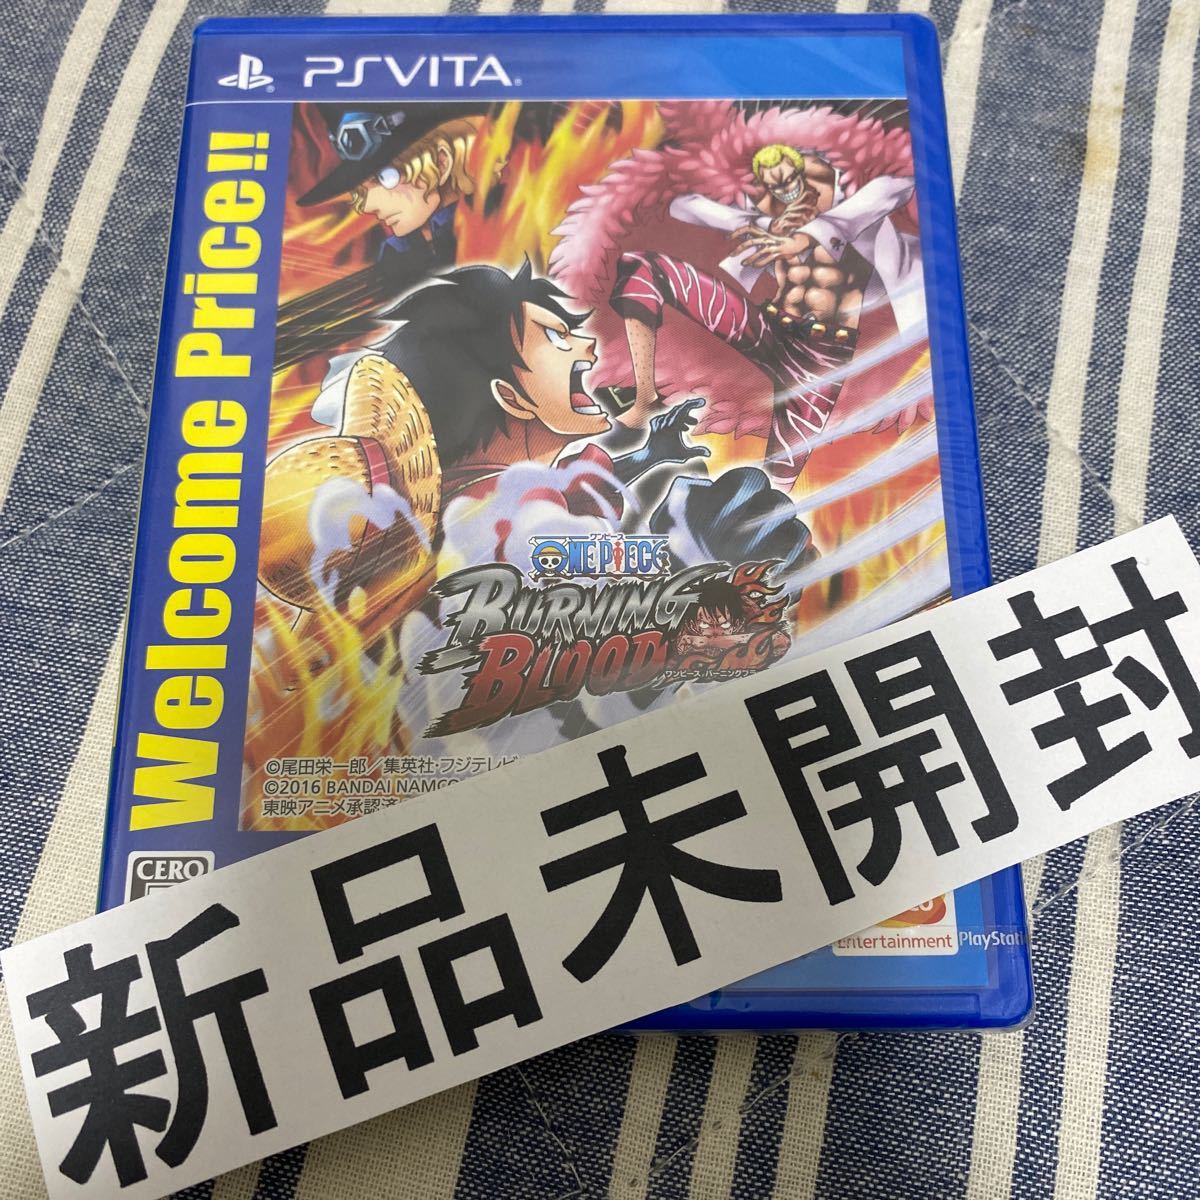 PSVITA
Welcome Price!!
ワンピース
ONE PIECE
BURNING
BLOOD
ワンピース バーニングブラ
©尾田栄一郎／集英社・フジテレビ
©2016 BANDAI NAMCO
東映アニメ承認済
CERO
新品未開封
Entertainment
PlayStati